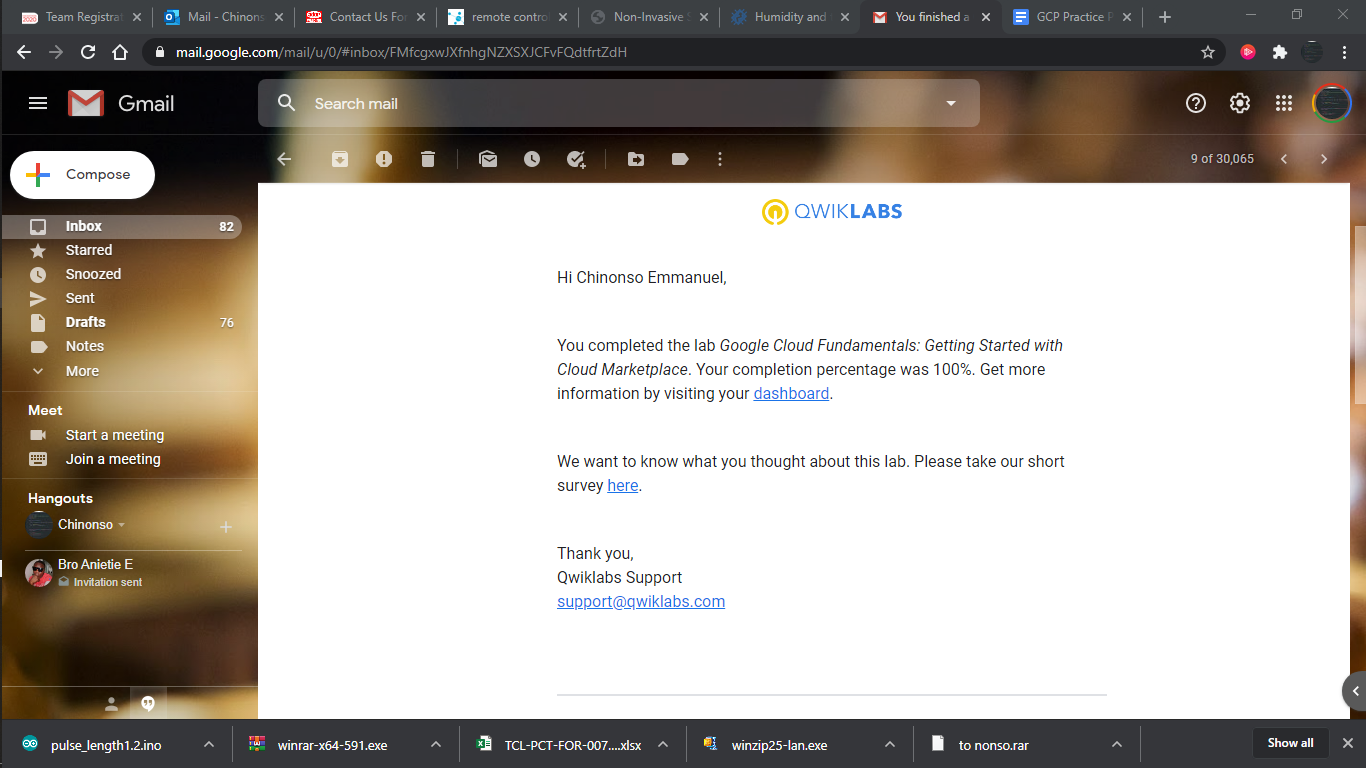 Team Registrat
Mail - Chinons
Contact Us For
remote contro
Non-Invasive S
Humidity and
You finished a
GCP Practice P
mail.google.com/mail/u/0/#inbox/FMfcgxwJXfnhgNZXSXJCFvFQdtfrtZdH
Gmail
Search mail
Compose
9 of 30,065
Inbox 82
Starred
Snoozed
Sent
Drafts 76
Notes
More
Meet
Start a meeting
Join a meeting
Hangouts
Chinonso
Bro Anietie E
Invitation sent
QWIKLABS
Hi Chinonso Emmanuel,
You completed the lab Google Cloud Fundamentals: Getting Started with
Cloud Marketplace. Your completion percentage was 100%. Get more
information by visiting your dashboard.
We want to know what you thought about this lab. Please take our short
survey here.
Thank you,
Qwiklabs Support
support@qwiklabs.com
pulse_length1.2.ino
winrar-x64-591.exe
TCL-PCT-FOR-007....xlsx
winzip25-lan.exe
to nonso.rar
Show all